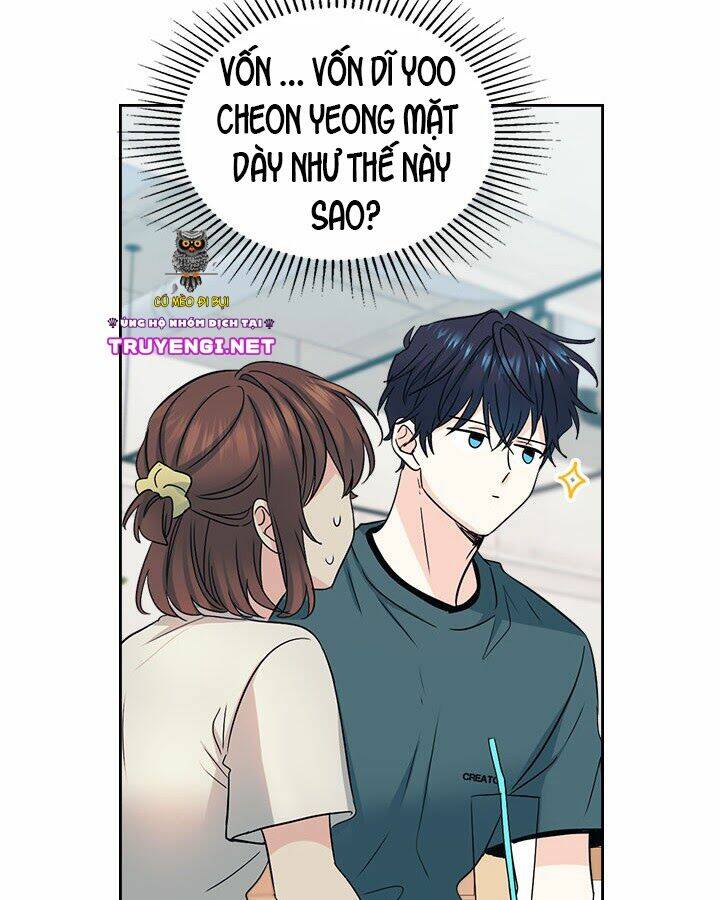 VỐN ... VỐN DĨ YOO
CHEON YEONG MẶT
DÀY NHƯ THẾ NÀY
SAO?
CÚ MÈO ĐI BỤI
ỦNG HỘ NHÓM DỊCH TẠI
TRUYENGI.NET
CREATO